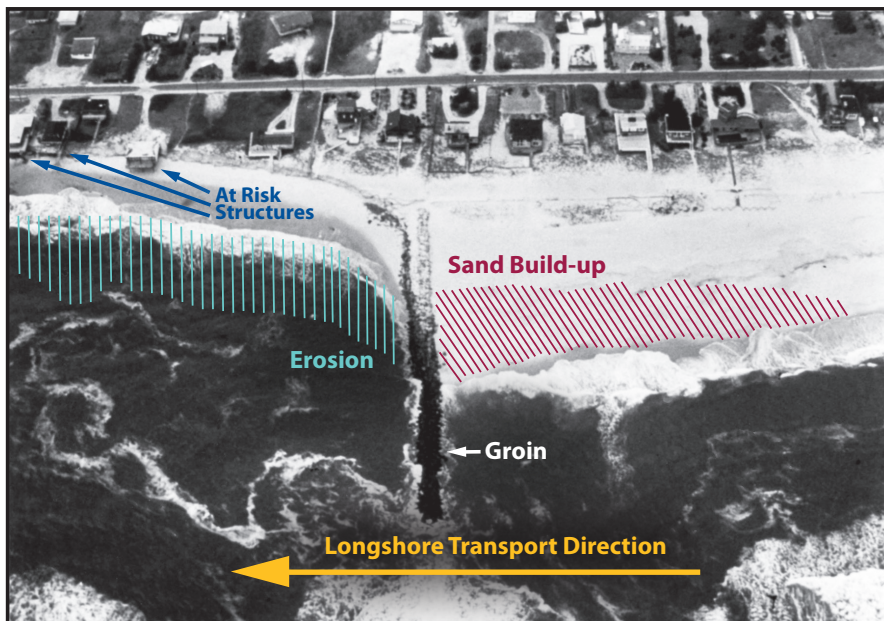 At Risk
Structures
Sand Build-up
Erosion
Groin
Longshore Transport Direction